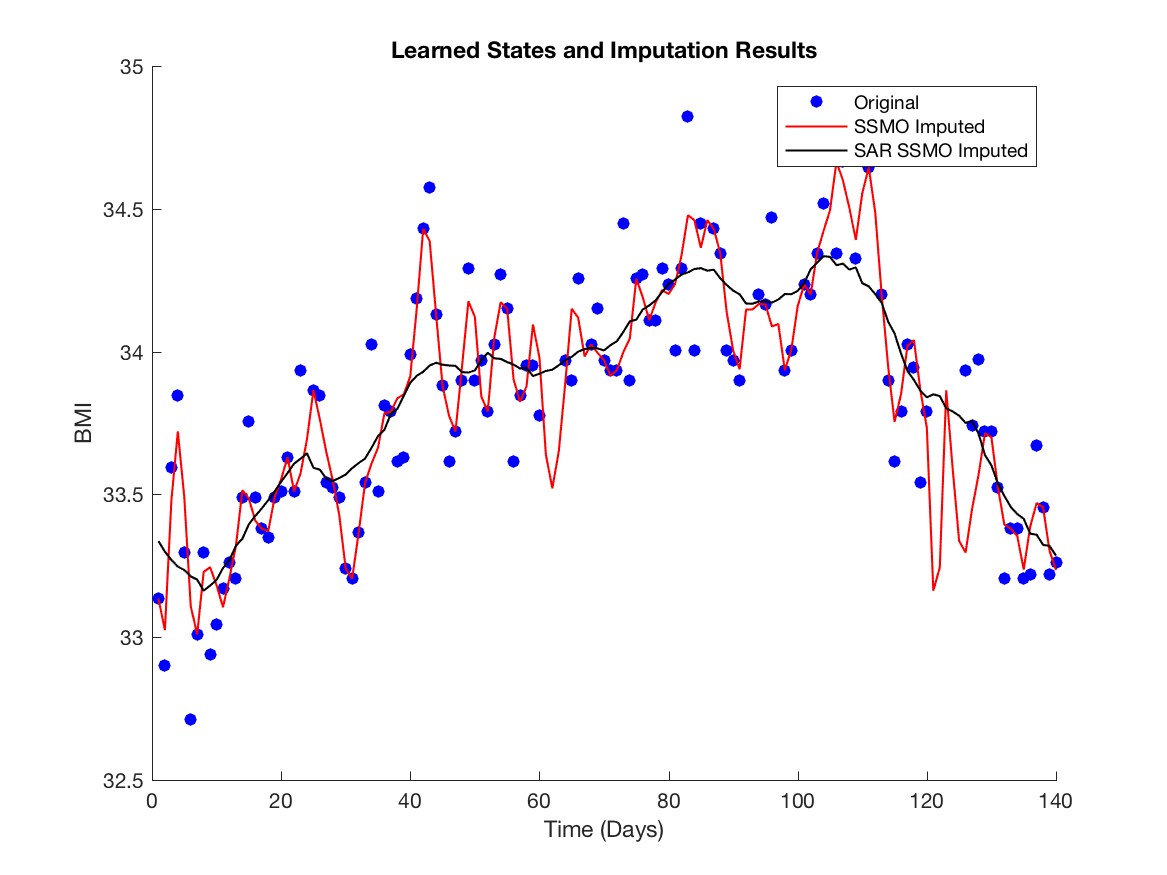 Learned States and Imputation Results
35
34.5
34
33.5
33
32.5
BMI
Original
SSMO Imputed
SAR SSMO Imputed
0 20 40 60 80 100 120 140
Time (Days)